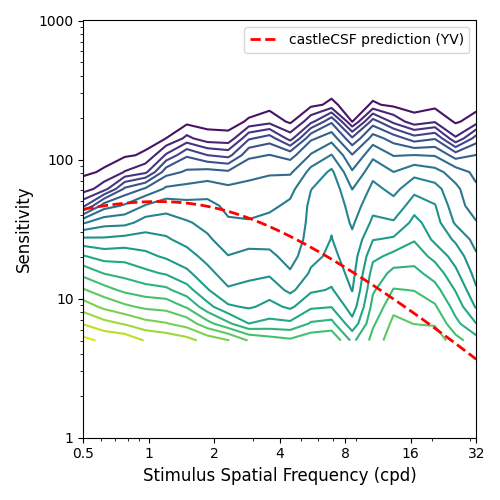 1000
castleCSF prediction (YV)
100
10
1
Sensitivity
0.5 1 2 4 8 16 32
Stimulus Spatial Frequency (cpd)